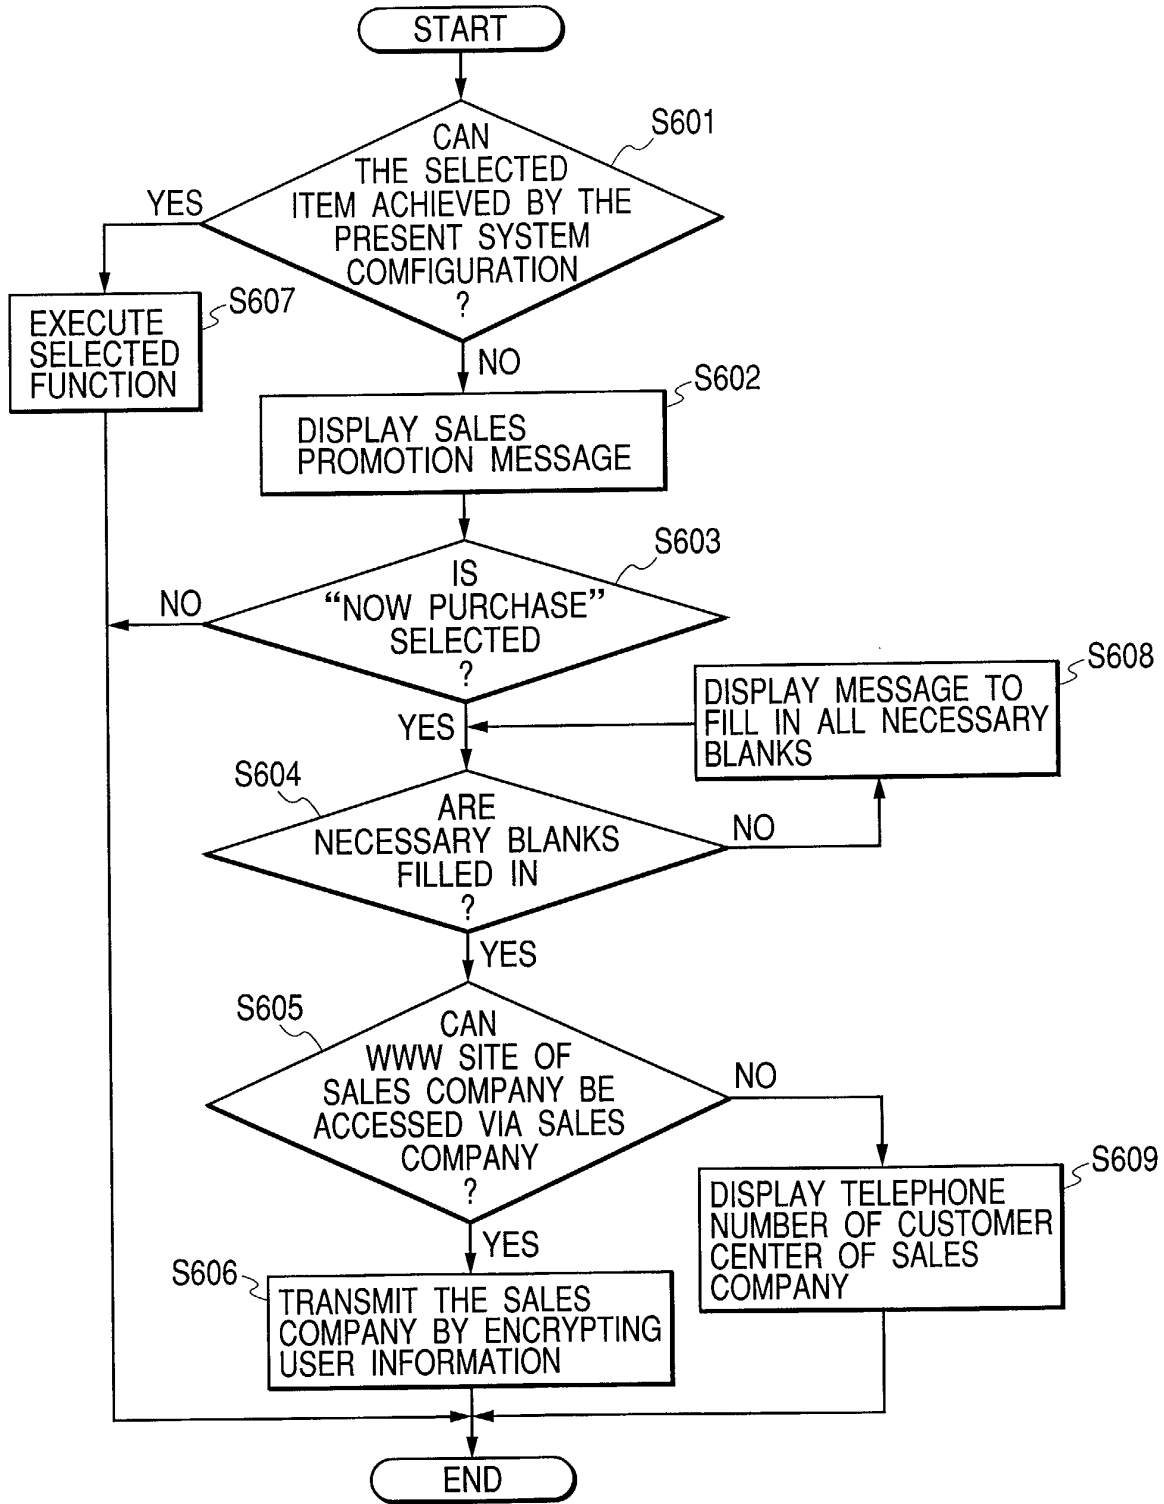 START
S601
CAN
THE SELECTED
ITEM ACHIEVED BY THE
PRESENT SYSTEM
COMFIGURATION
?
YES
S607
EXECUTE
SELECTED
FUNCTION
NO
S602
DISPLAY SALES
PROMOTION MESSAGE
S603
IS
“NOW PURCHASE”
SELECTED
?
NO
YES
S608
DISPLAY MESSAGE TO
FILL IN ALL NECESSARY
BLANKS
S604
ARE
NECESSARY BLANKS
FILLED IN
?
NO
YES
S605
CAN
WWW SITE OF
SALES COMPANY BE
ACCESSED VIA SALES
COMPANY
?
NO
S609
DISPLAY TELEPHONE
NUMBER OF CUSTOMER
CENTER OF SALES
COMPANY
YES
S606
TRANSMIT THE SALES
COMPANY BY ENCRYPTING
USER INFORMATION
END